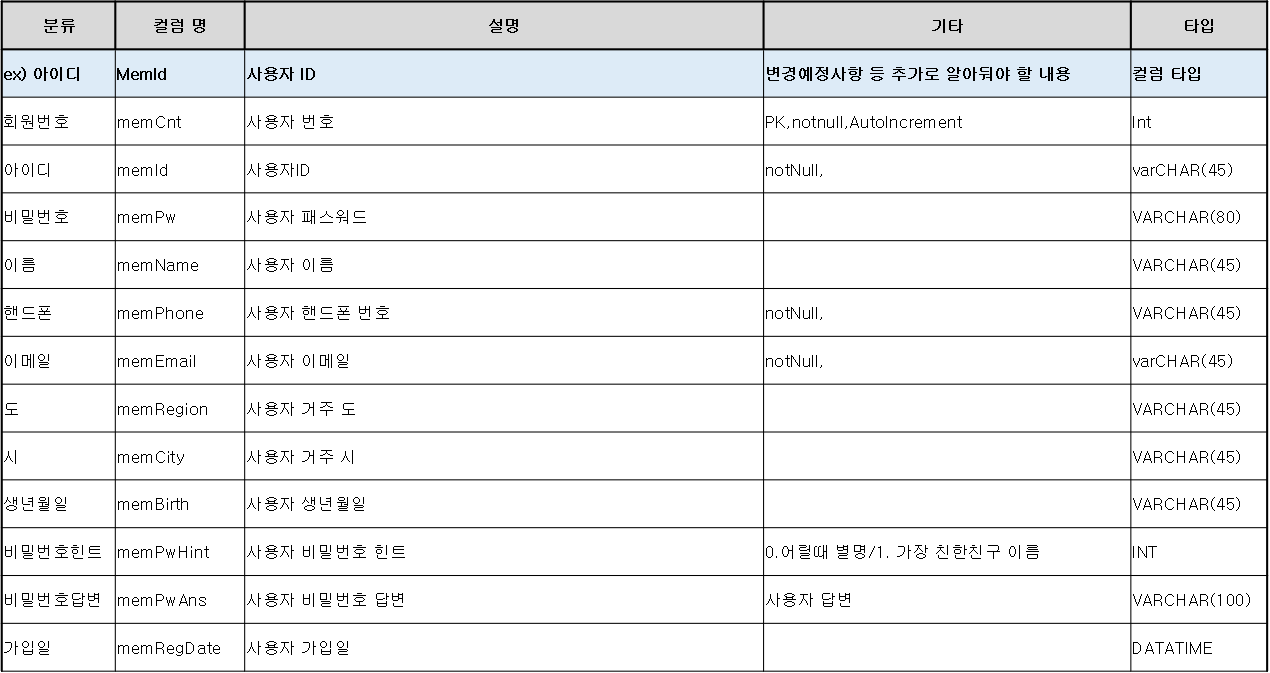 분류 컬럼 명 설명 기타 타입
ex) 아이디 MemId 사용자 ID 변경예정사항 등 추가로 알아둬야 할 내용 컬럼 타입
회원번호 memCnt 사용자 번호 PK,notnull,AutoIncrement Int
아이디 memId 사용자ID notNull, varCHAR(45)
비밀번호 memPw 사용자 패스워드 VARCHAR(80)
이름 memName 사용자 이름 VARCHAR(45)
핸드폰 memPhone 사용자 핸드폰 번호 notNull, VARCHAR(45)
이메일 memEmail 사용자 이메일 notNull, varCHAR(45)
도 memRegion 사용자 거주 도 VARCHAR(45)
시 memCity 사용자 거주 시 VARCHAR(45)
생년월일 memBirth 사용자 생년월일 VARCHAR(45)
비밀번호힌트 memPwHint 사용자 비밀번호 힌트 0.어릴때 별명/1. 가장 친한친구 이름 INT
비밀번호답변 memPwAns 사용자 비밀번호 답변 사용자 답변 VARCHAR(100)
가입일 memRegDate 사용자 가입일 DATATIME